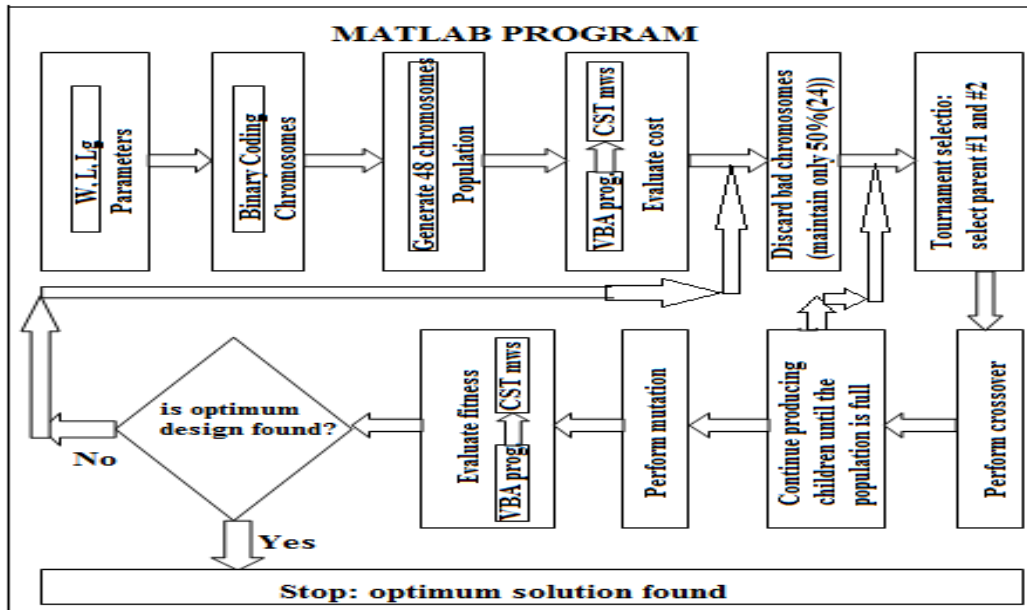 MATLAB PROGRAM
W, L, Lg
Parameters
Binary Coding
Chromosomes
Generate 48 chromosomes
Population
VBA prog.
CST mws
Evaluate cost
Discard bad chromosomes
(maintain only 50%(24))
Tournament selectio:
select parent #1 and #2
Perform crossover
Continue producing
children until the
population is full
Perform mutation
Evaluate fitness
VBA prog.
CST mws
is optimum
design found?
No
Yes
Stop: optimum solution found